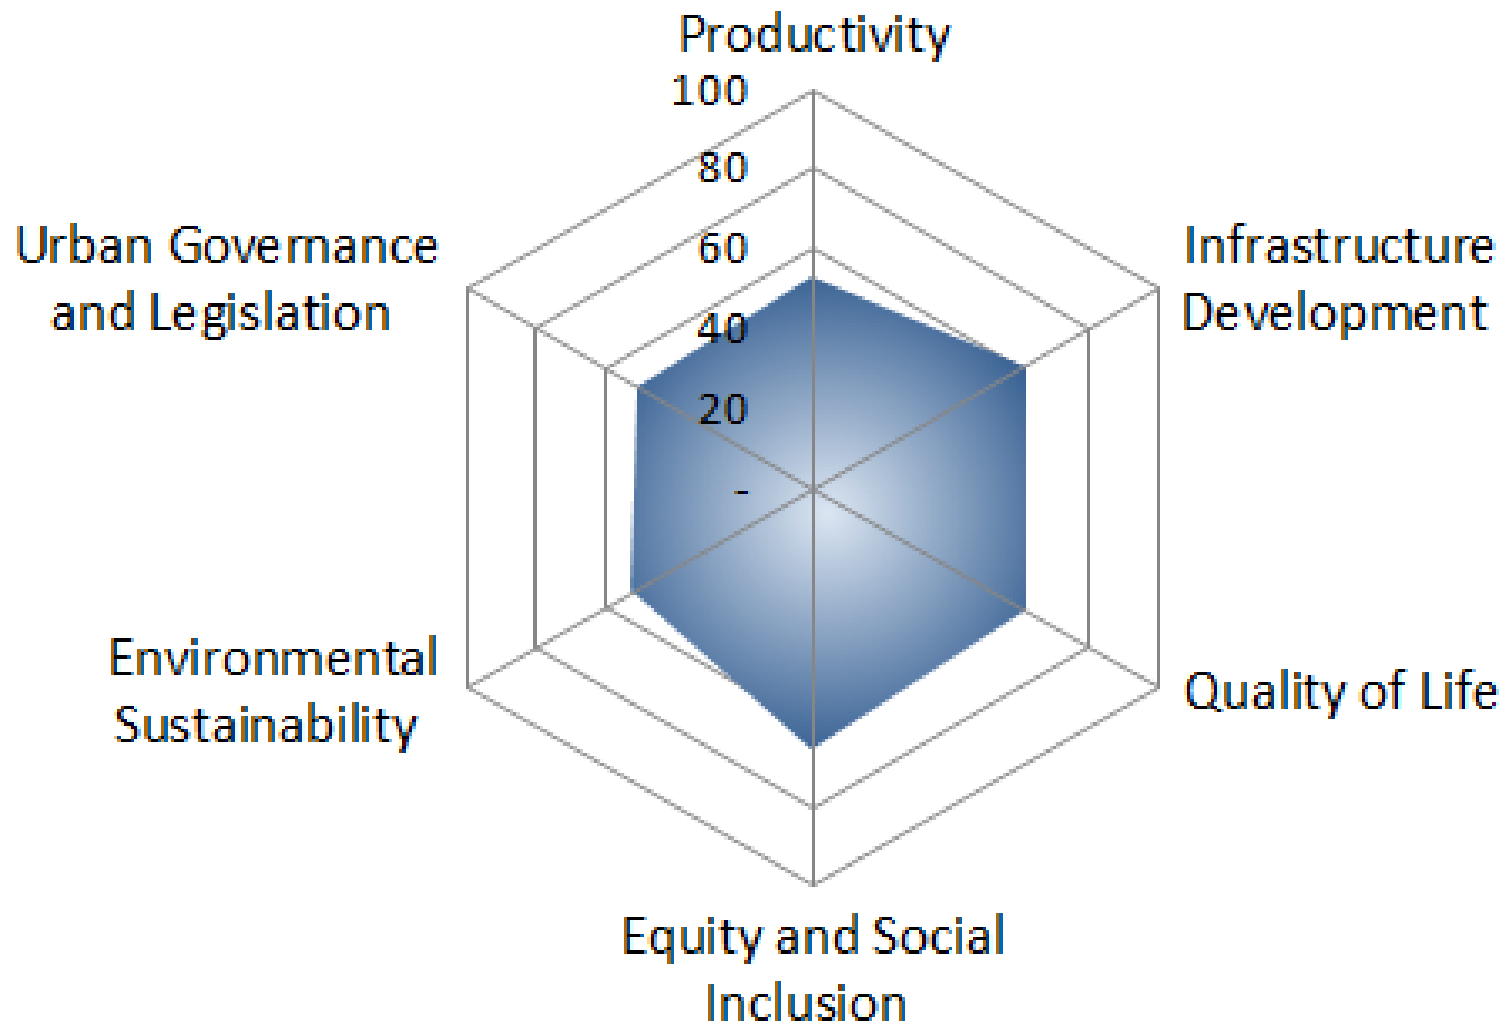 Productivity
100
80
60
40
20
-
Urban Governance
and Legislation
Infrastructure
Development
Environmental
Sustainability
Quality of Life
Equity and Social
Inclusion